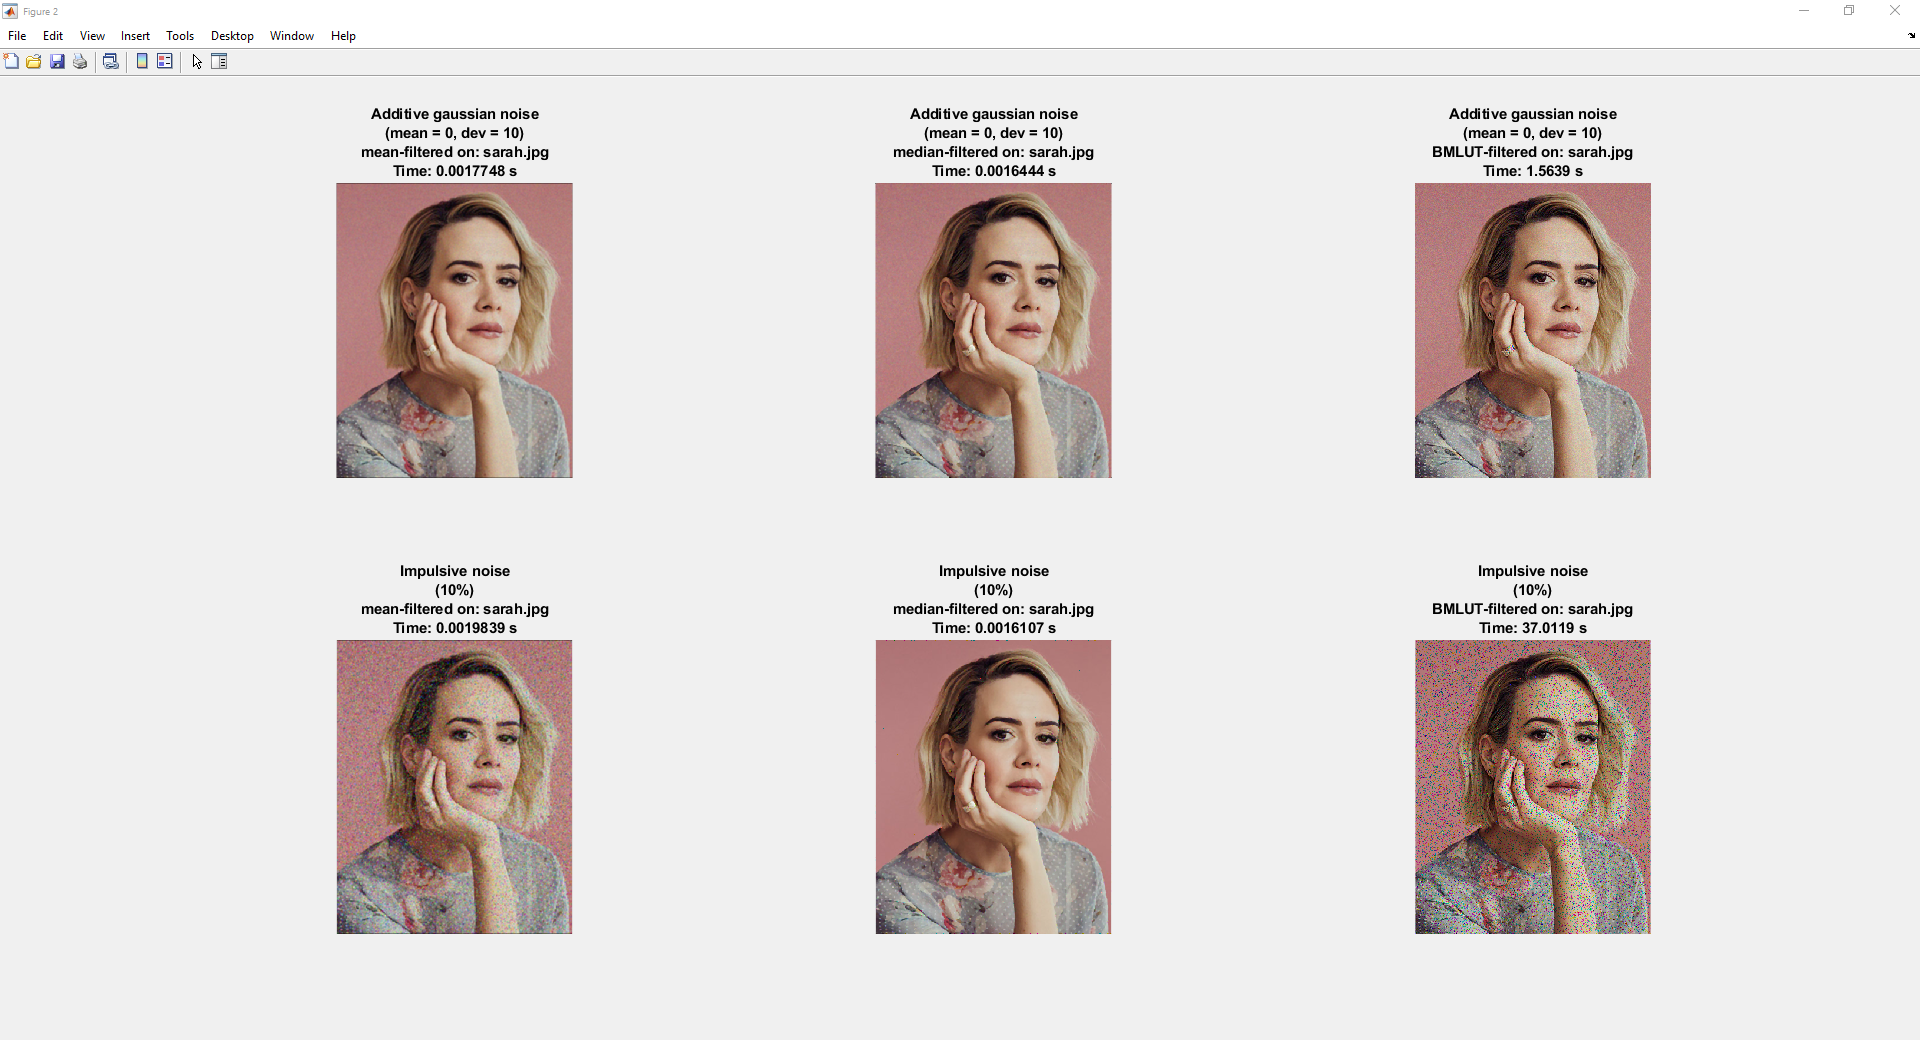 Figure 2
File Edit View Insert Tools Desktop Window Help
Additive gaussian noise
(mean = 0, dev = 10)
mean-filtered on: sarah.jpg
Time: 0.0017748 s
Additive gaussian noise
(mean = 0, dev = 10)
median-filtered on: sarah.jpg
Time: 0.0016444 s
Additive gaussian noise
(mean = 0, dev = 10)
BMLUT-filtered on: sarah.jpg
Time: 1.5639 s
Impulsive noise
(10%)
mean-filtered on: sarah.jpg
Time: 0.0019839 s
Impulsive noise
(10%)
median-filtered on: sarah.jpg
Time: 0.0016107 s
Impulsive noise
(10%)
BMLUT-filtered on: sarah.jpg
Time: 37.0119 s